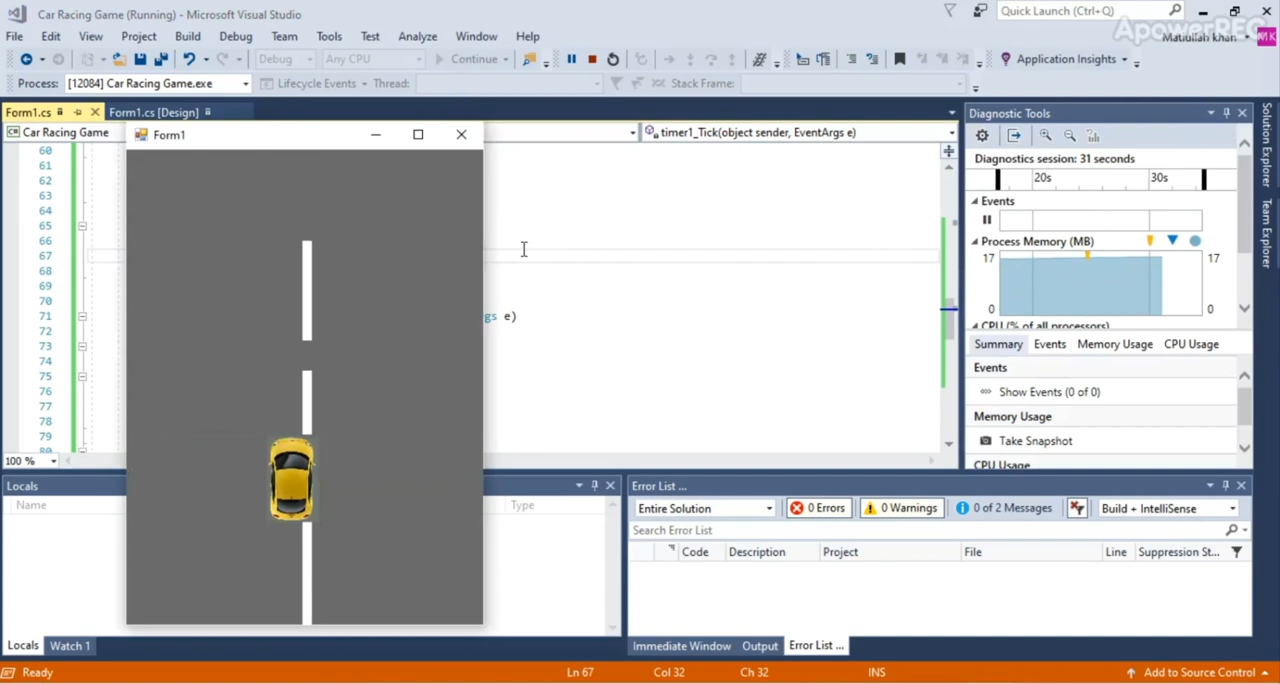 Car Racing Game (Running) - Microsoft Visual Studio
Quick Launch (Ctrl+Q)
ApowerREC
File Edit View Project Build Debug Team Tools Test Analyze Window Help
Matiullah khan MK
Debug Any CPU Continue Application Insights
Process: [12084] Car Racing Game.exe Lifecycle Events Thread: Stack Frame:
Form1.cs Form1.cs [Design]
Car Racing Game
Form1
timer1_Tick(object sender, EventArgs e)
60
61
62
63
64
65
66
67
68
69
70
71 gs e)
72
73
74
75
76
77
78
79
80
100 %
Diagnostic Tools
Diagnostics session: 31 seconds
20s 30s
Events
Process Memory (MB)
17 17
0 0
CPU (% of all processors)
Summary Events Memory Usage CPU Usage
Events
Show Events (0 of 0)
Memory Usage
Take Snapshot
CPU Usage
Solution Explorer
Team Explorer
Locals
Name Type
Locals Watch 1
Error List ...
Entire Solution 0 Errors 0 Warnings 0 of 2 Messages Build + IntelliSense
Search Error List
Code Description Project File Line Suppression St...
Immediate Window Output Error List ...
Ready Ln 67 Col 32 Ch 32 INS Add to Source Control